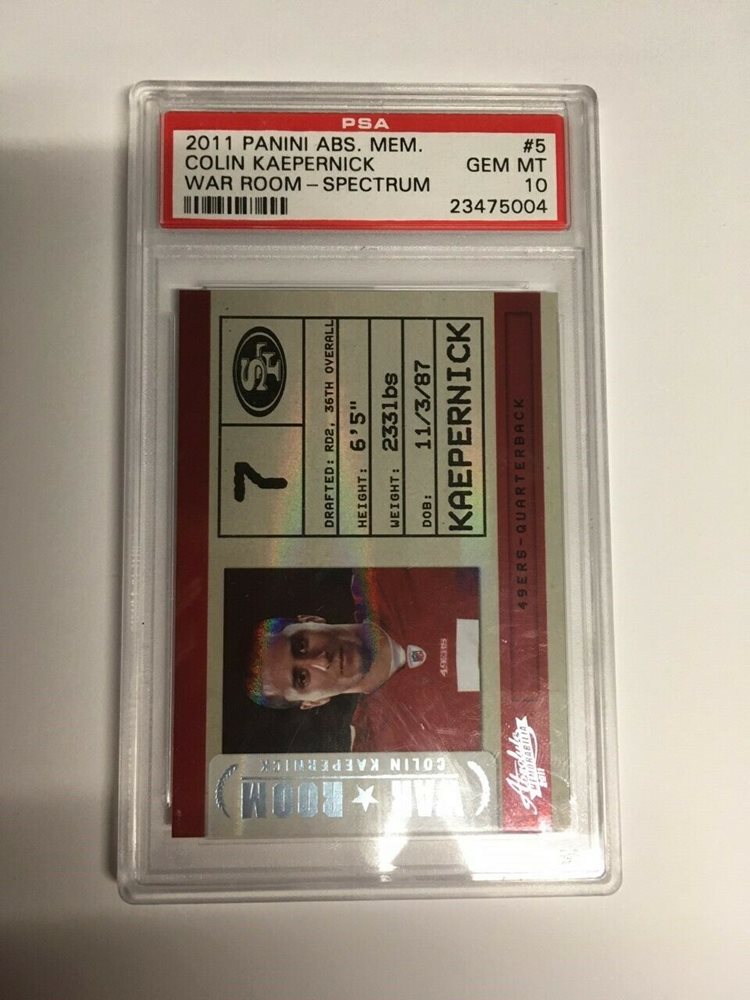 PSA
2011 PANINI ABS. MEM. #5
COLIN KAEPERNICK GEM MT
WAR ROOM – SPECTRUM 10
23475004
SF
7
DRAFTED: RD2, 36TH OVERALL
HEIGHT: 6'5"
WEIGHT: 233lbs
DOB: 11/3/87
KAEPERNICK
49ERS-QUARTERBACK
49ERS
COLIN KAEPERNICK
WAR ROOM
Absolute
MEMORABILIA